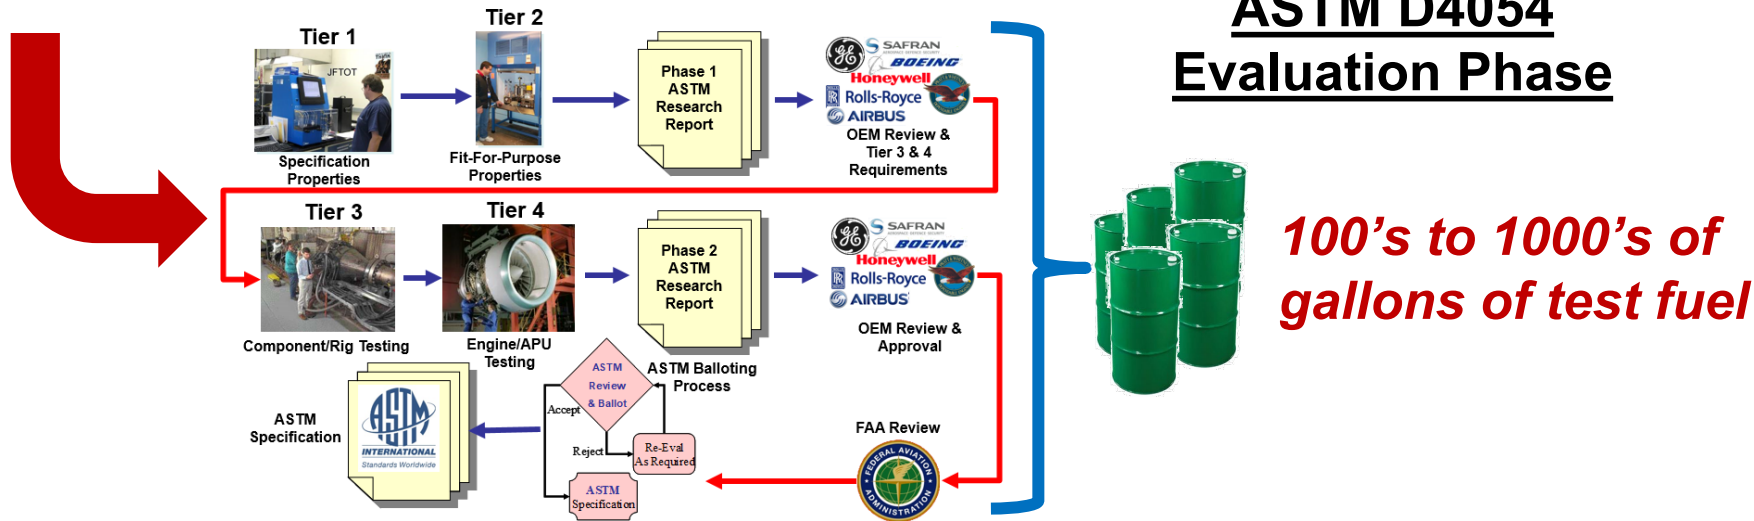 ASTM D4054
Evaluation Phase
Tier 1
JFTOT
Specification
Properties
Tier 2
Fit-For-Purpose
Properties
Phase 1
ASTM
Research
Report
GE
SAFRAN
BOEING
Honeywell
Rolls-Royce
AIRBUS
OEM Review &
Tier 3 & 4
Requirements
Tier 3
Component/Rig Testing
Tier 4
Engine/APU
Testing
Phase 2
ASTM
Research
Report
GE
SAFRAN
BOEING
Honeywell
Rolls-Royce
AIRBUS
OEM Review &
Approval
100's to 1000's of
gallons of test fuel
FAA Review
FEDERAL AVIATION
ADMINISTRATION
ASTM Balloting
Process
ASTM
Review
& Ballot
Accept
Reject
Re-Eval
As Required
ASTM
Specification
ASTM
Specification
ASTM
INTERNATIONAL
Standards Worldwide